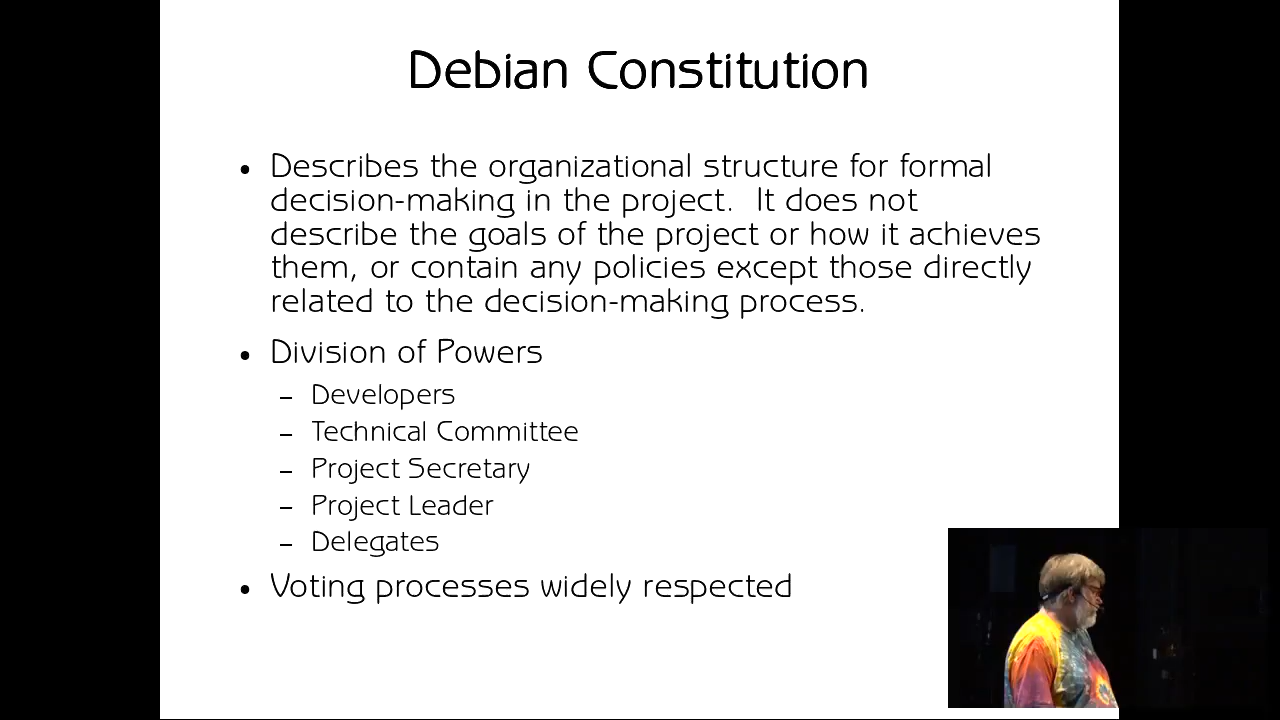 Debian Constitution
• Describes the organizational structure for formal
decision-making in the project.  It does not
describe the goals of the project or how it achieves
them, or contain any policies except those directly
related to the decision-making process.
• Division of Powers
– Developers
– Technical Committee
– Project Secretary
– Project Leader
– Delegates
• Voting processes widely respected